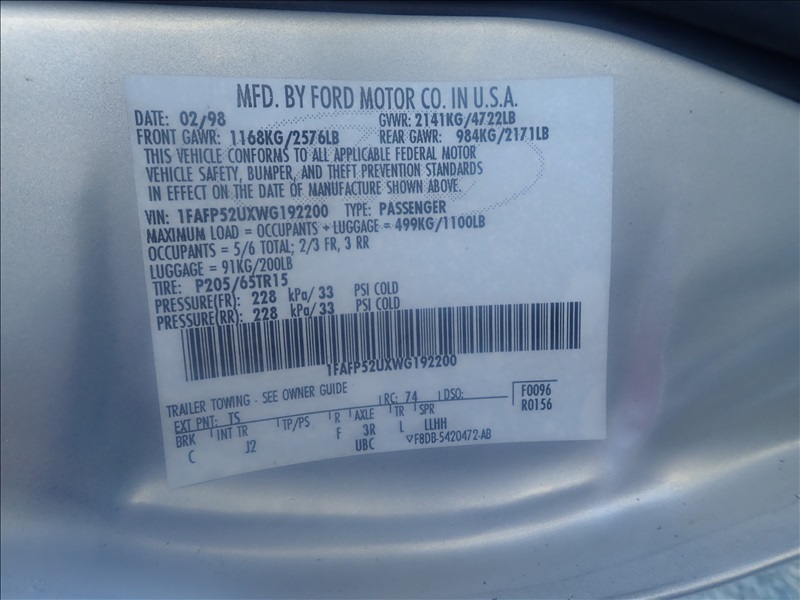 MFD. BY FORD MOTOR CO. IN U.S.A.
DATE: 02/98 GVWR: 2141KG/4722LB
FRONT GAWR: 1168KG/2576LB REAR GAWR: 984KG/2171LB
THIS VEHICLE CONFORMS TO ALL APPLICABLE FEDERAL MOTOR
VEHICLE SAFETY, BUMPER, AND THEFT PREVENTION STANDARDS
IN EFFECT ON THE DATE OF MANUFACTURE SHOWN ABOVE.
VIN: 1FAFP52UXWG192200 TYPE: PASSENGER
MAXIMUM LOAD = OCCUPANTS + LUGGAGE = 499KG/1100LB
OCCUPANTS = 5/6 TOTAL; 2/3 FR, 3 RR
LUGGAGE = 91KG/200LB
TIRE: P205/65TR15
PRESSURE(FR): 228 kPa/ 33 PSI COLD
PRESSURE(RR): 228 kPa/ 33 PSI COLD
1FAFP52UXWG192200
TRAILER TOWING - SEE OWNER GUIDE
EXT PNT: TS RC: 74 DSO: F0096
R0156
BRK INT TR TP/PS R AXLE TR SPR
C J2 F 3R L LLHH
UBC ▽F8DB-5420472-AB